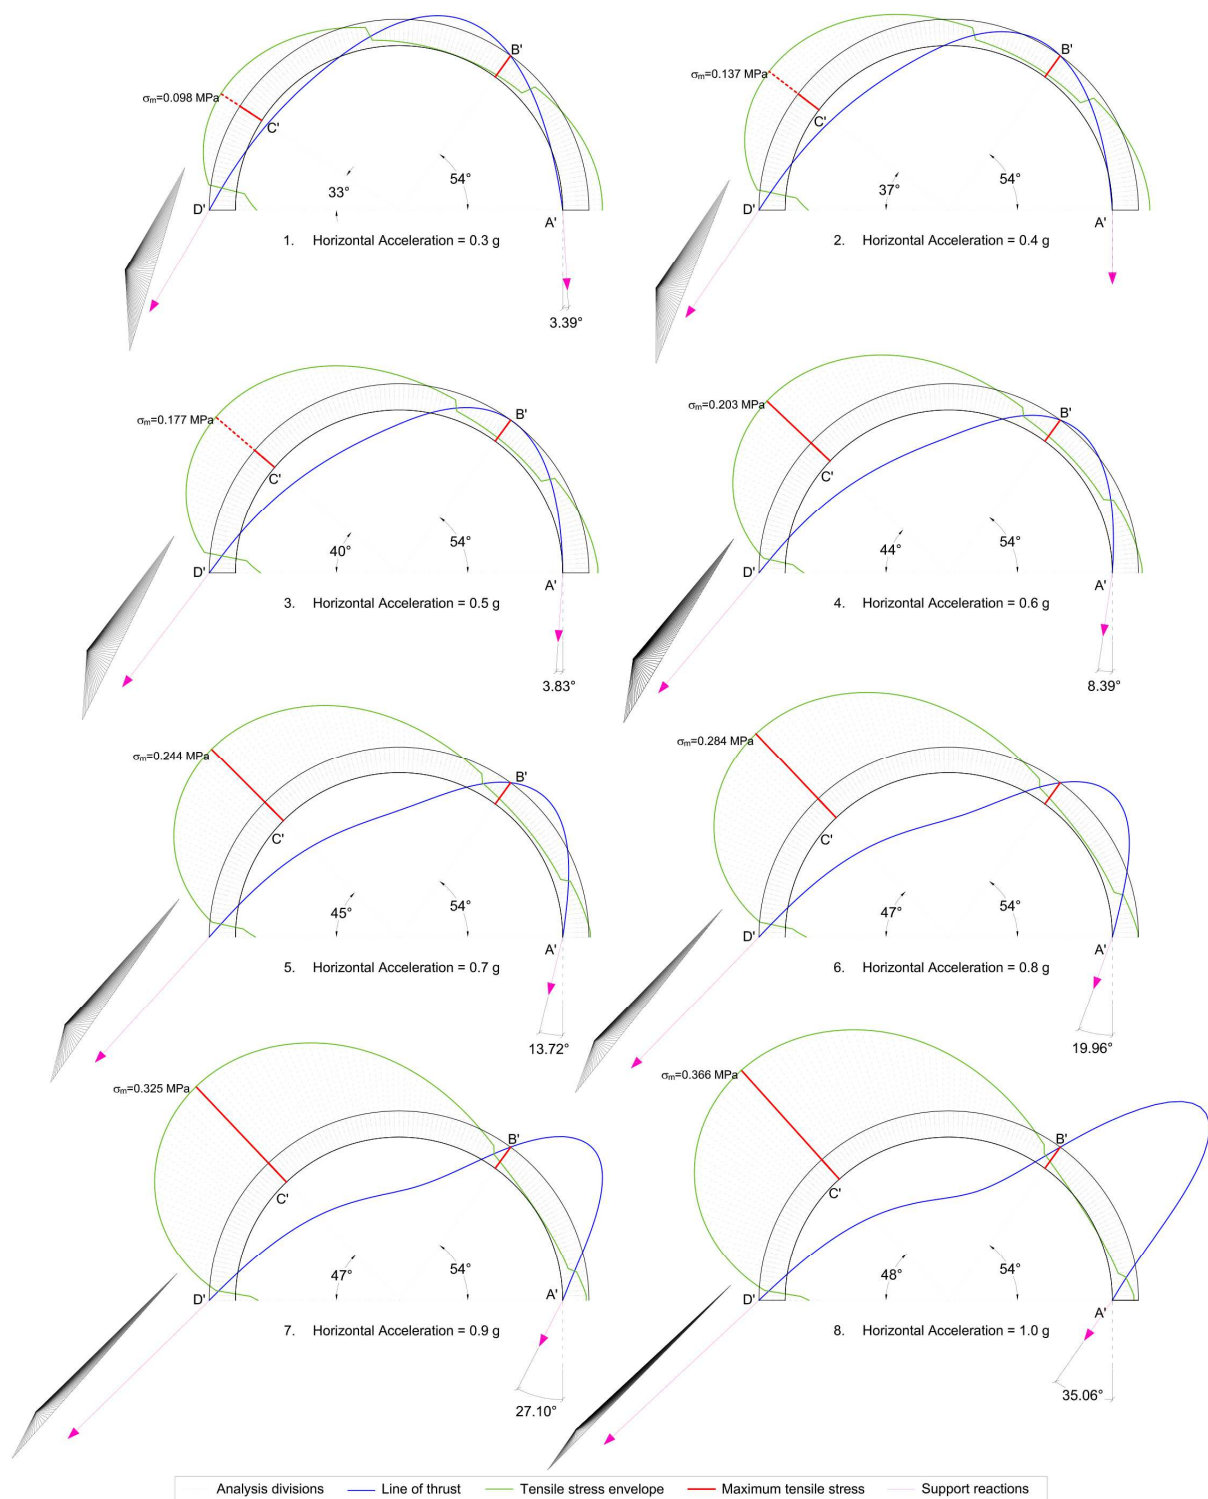 B'
σm=0.098 MPa
C'
33°
54°
D'
A'
1. Horizontal Acceleration = 0.3 g
3.39°
B'
σm=0.137 MPa
C'
37°
54°
D'
A'
2. Horizontal Acceleration = 0.4 g
B'
σm=0.177 MPa
C'
40°
54°
D'
A'
3. Horizontal Acceleration = 0.5 g
3.83°
σm=0.203 MPa
B'
C'
44°
54°
D'
A'
4. Horizontal Acceleration = 0.6 g
8.39°
σm=0.244 MPa
B'
C'
45°
54°
D'
A'
5. Horizontal Acceleration = 0.7 g
13.72°
σm=0.284 MPa
B'
C'
47°
54°
D'
A'
6. Horizontal Acceleration = 0.8 g
19.96°
σm=0.325 MPa
B'
C'
47°
54°
D'
A'
7. Horizontal Acceleration = 0.9 g
27.10°
σm=0.366 MPa
B'
C'
48°
54°
D'
A'
8. Horizontal Acceleration = 1.0 g
35.06°
Analysis divisions Line of thrust Tensile stress envelope Maximum tensile stress Support reactions